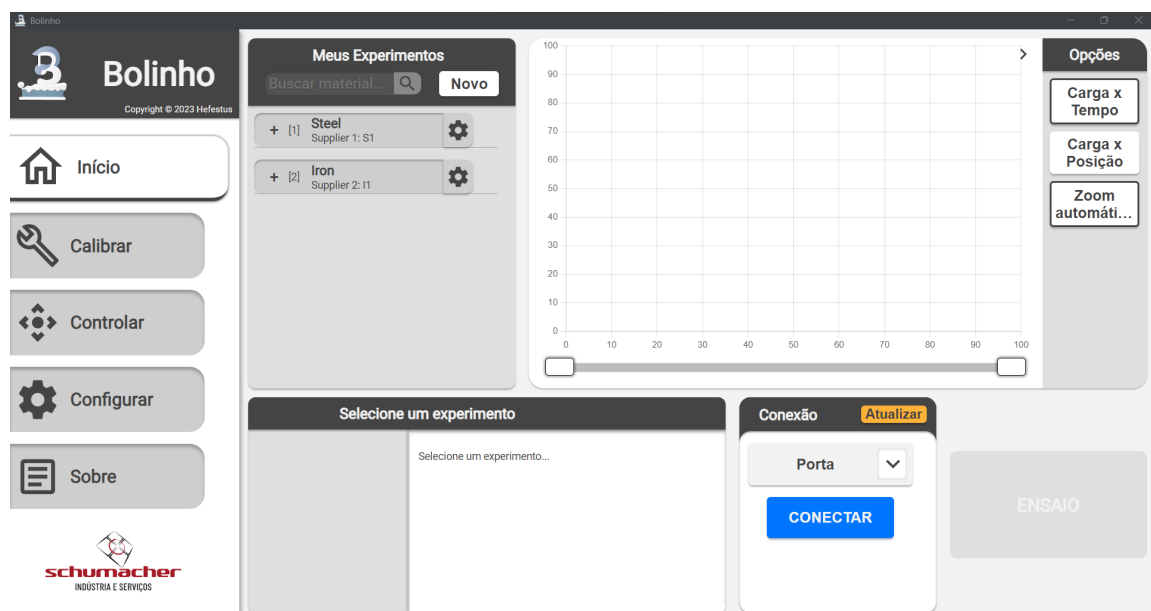 Bolinho
Bolinho
Copyright © 2023 Hefestus
Início
Calibrar
Controlar
Configurar
Sobre
schumacher
INDÚSTRIA E SERVIÇOS
Meus Experimentos
Buscar material...
Novo
+ [1] Steel
Supplier 1: S1
+ [2] Iron
Supplier 2: I1
100
90
80
70
60
50
40
30
20
10
0
0 10 20 30 40 50 60 70 80 90 100
Opções
Carga x
Tempo
Carga x
Posição
Zoom
automáti...
Selecione um experimento
Selecione um experimento...
Conexão
Atualizar
Porta
CONECTAR
ENSAIO